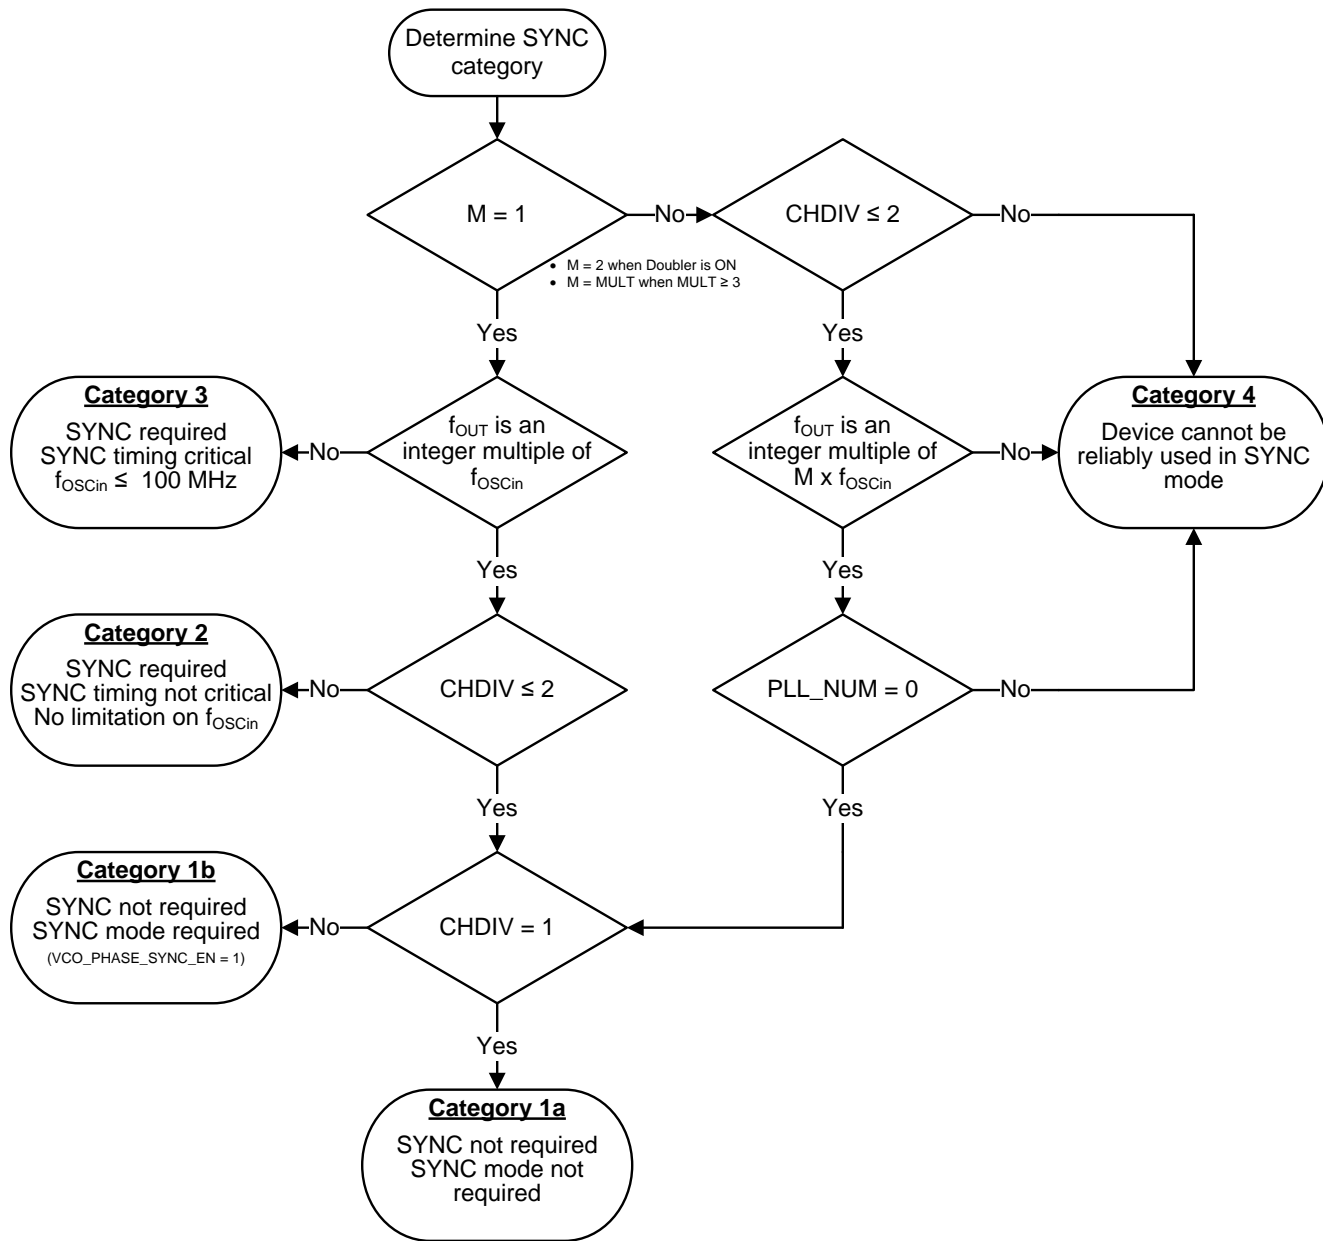 Determine SYNC
category
M = 1
No
CHDIV ≤ 2
No
• M = 2 when Doubler is ON
• M = MULT when MULT ≥ 3
Yes
Yes
Category 3
SYNC required
SYNC timing critical
fOSCin ≤ 100 MHz
No
fOUT is an
integer multiple of
fOSCin
fOUT is an
integer multiple of
M x fOSCin
No
Category 4
Device cannot be
reliably used in SYNC
mode
Yes
Yes
Category 2
SYNC required
SYNC timing not critical
No limitation on fOSCin
No
CHDIV ≤ 2
PLL_NUM = 0
No
Yes
Yes
Category 1b
SYNC not required
SYNC mode required
(VCO_PHASE_SYNC_EN = 1)
No
CHDIV = 1
Yes
Category 1a
SYNC not required
SYNC mode not
required